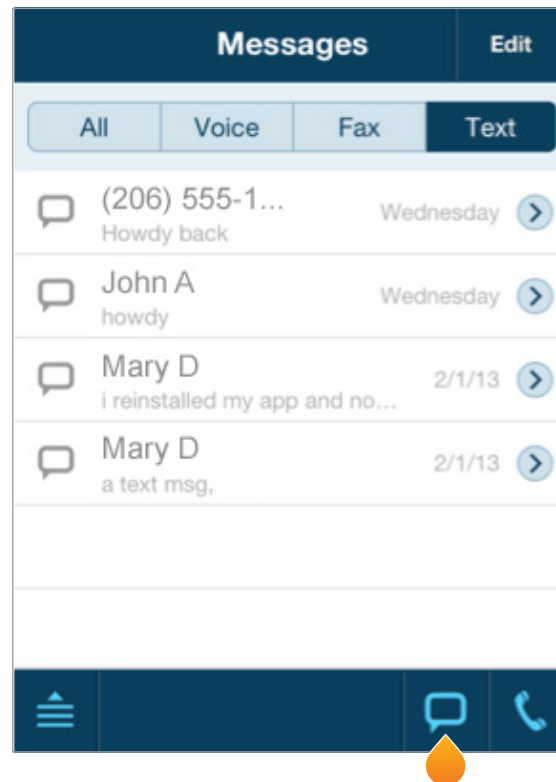 Messages Edit
All Voice Fax Text
(206) 555-1... Wednesday
Howdy back
John A Wednesday
howdy
Mary D 2/1/13
i reinstalled my app and no...
Mary D 2/1/13
a text msg,